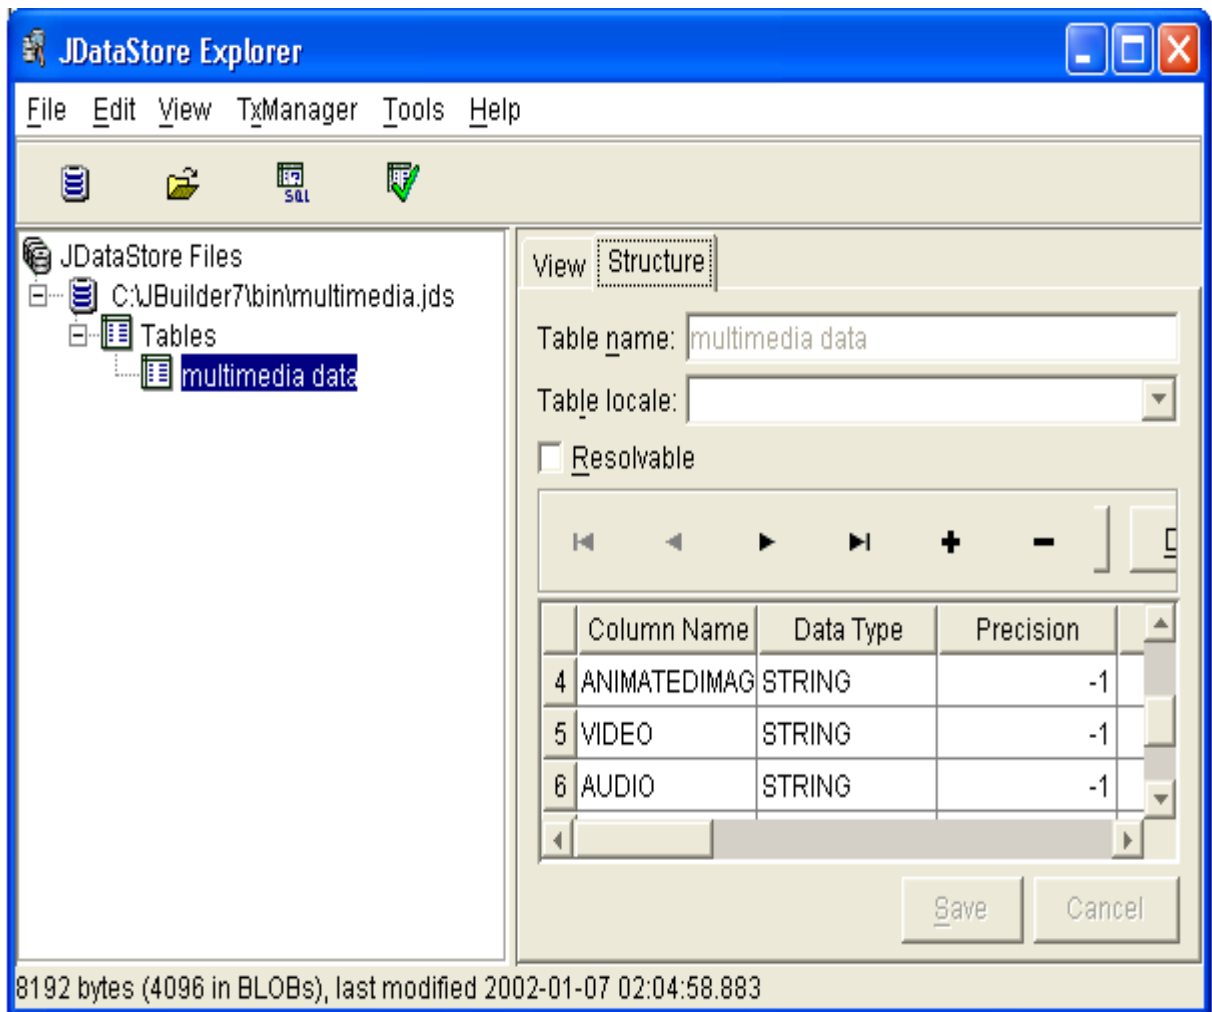 JDataStore Explorer
File Edit View TxManager Tools Help
SQL
JDataStore Files
C:\JBuilder7\bin\multimedia.jds
Tables
multimedia data
View Structure
Table name: multimedia data
Table locale:
Resolvable
Column Name Data Type Precision
4 ANIMATEDIMAG STRING -1
5 VIDEO STRING -1
6 AUDIO STRING -1
Save Cancel
8192 bytes (4096 in BLOBs), last modified 2002-01-07 02:04:58.883